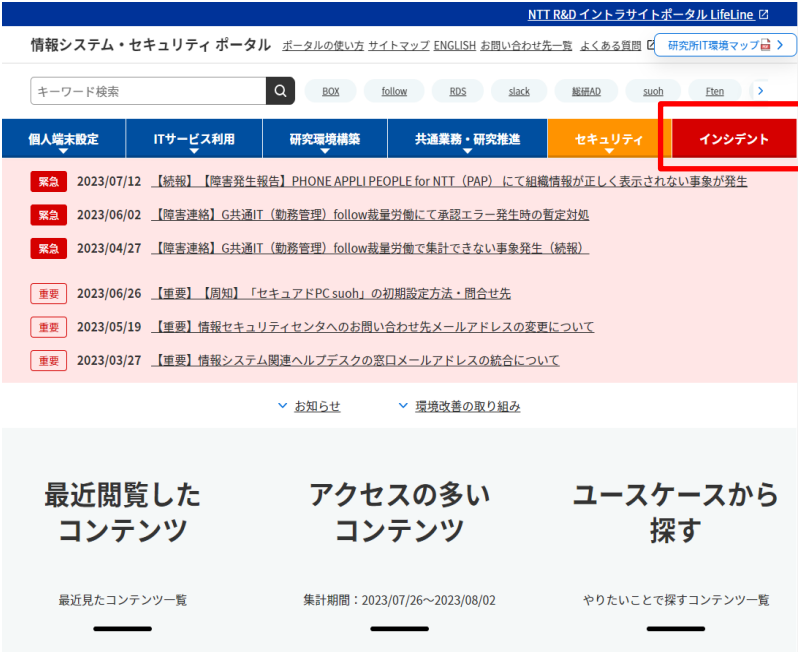 NTT R&D イントラサイトポータル LifeLine
情報システム・セキュリティ ポータル ポータルの使い方 サイトマップ ENGLISH お問い合わせ先一覧 よくある質問 研究所IT環境マップ
キーワード検索 BOX follow RDS slack 総研AD suoh Ften
個人端末設定 ITサービス利用 研究環境構築 共通業務・研究推進 セキュリティ インシデント
緊急 2023/07/12 【続報】【障害発生報告】PHONE APPLI PEOPLE for NTT（PAP） にて組織情報が正しく表示されない事象が発生
緊急 2023/06/02 【障害連絡】G共通IT（勤務管理）follow裁量労働にて承認エラー発生時の暫定対処
緊急 2023/04/27 【障害連絡】G共通IT（勤務管理）follow裁量労働で集計できない事象発生（続報）
重要 2023/06/26 【重要】【周知】「セキュアドPC suoh」の初期設定方法・問合せ先
重要 2023/05/19 【重要】情報セキュリティセンタへのお問い合わせ先メールアドレスの変更について
重要 2023/03/27 【重要】情報システム関連ヘルプデスクの窓口メールアドレスの統合について
お知らせ 環境改善の取り組み
最近閲覧した
コンテンツ
最近見たコンテンツ一覧
アクセスの多い
コンテンツ
集計期間：2023/07/26～2023/08/02
ユースケースから
探す
やりたいことで探すコンテンツ一覧